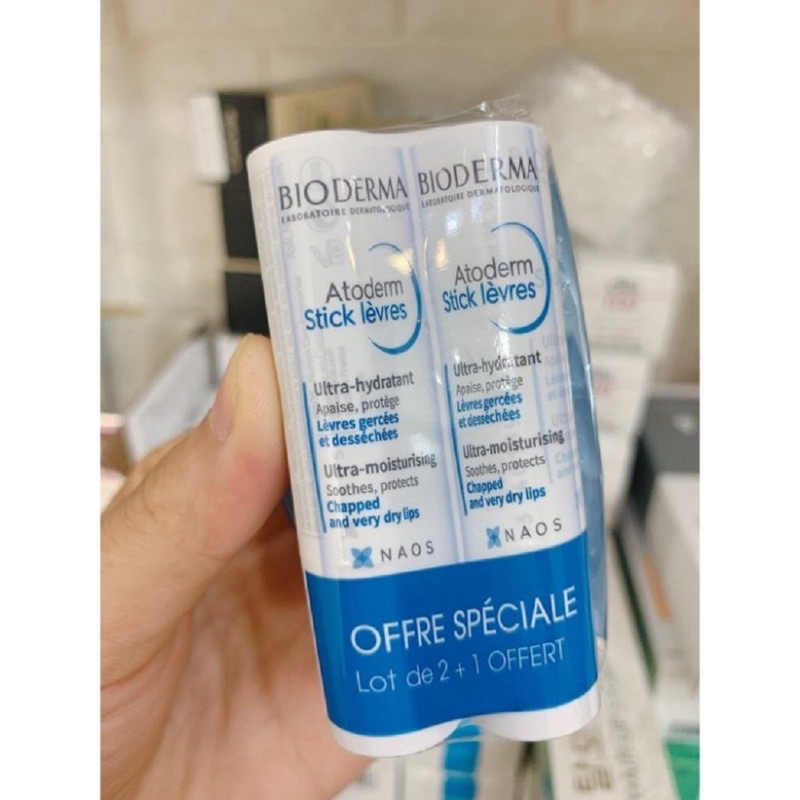 BIODERMA
LABORATOIRE DERMATOLOGIQUE
Atoderm
Stick lèvres
Ultra-hydratant
Apaise, protège
Lèvres gercées
et desséchées
Ultra-moisturising
Soothes, protects
Chapped
and very dry lips
NAOS
BIODERMA
LABORATOIRE DERMATOLOGIQUE
Atoderm
Stick lèvres
Ultra-hydratant
Apaise, protège
Lèvres gercées
et desséchées
Ultra-moisturising
Soothes, protects
Chapped
and very dry lips
NAOS
OFFRE SPÉCIALE
Lot de 2 + 1 OFFERT